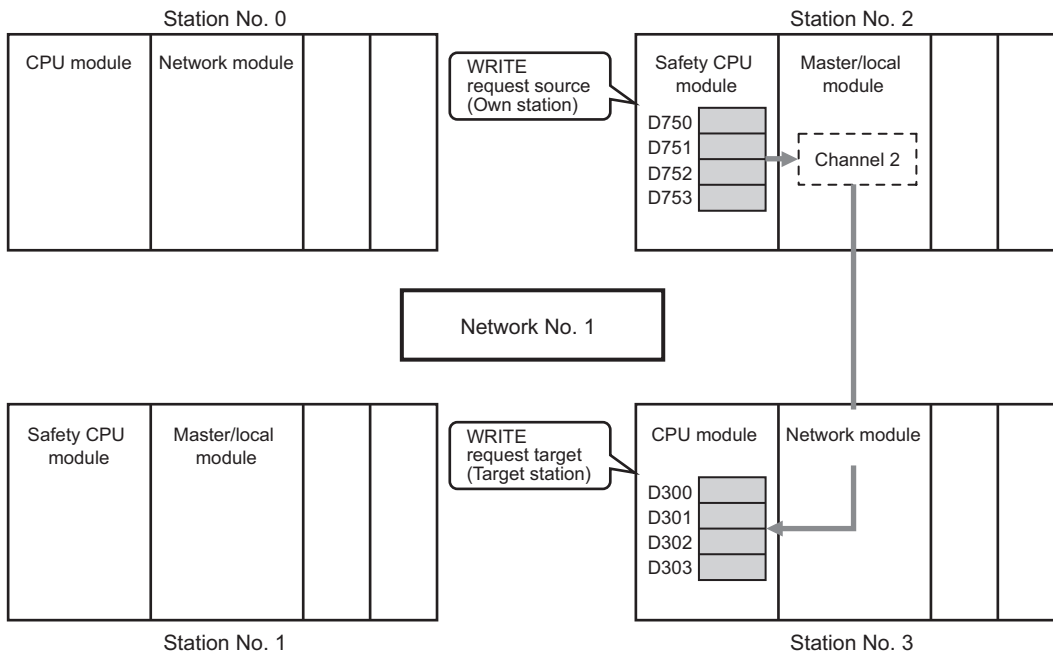 Station No. 0
CPU module
Network module
WRITE
request source
(Own station)
Station No. 2
Safety CPU
module
Master/local
module
D750
D751
D752
D753
Channel 2
Network No. 1
Safety CPU
module
Master/local
module
Station No. 1
WRITE
request target
(Target station)
CPU module
Network module
D300
D301
D302
D303
Station No. 3